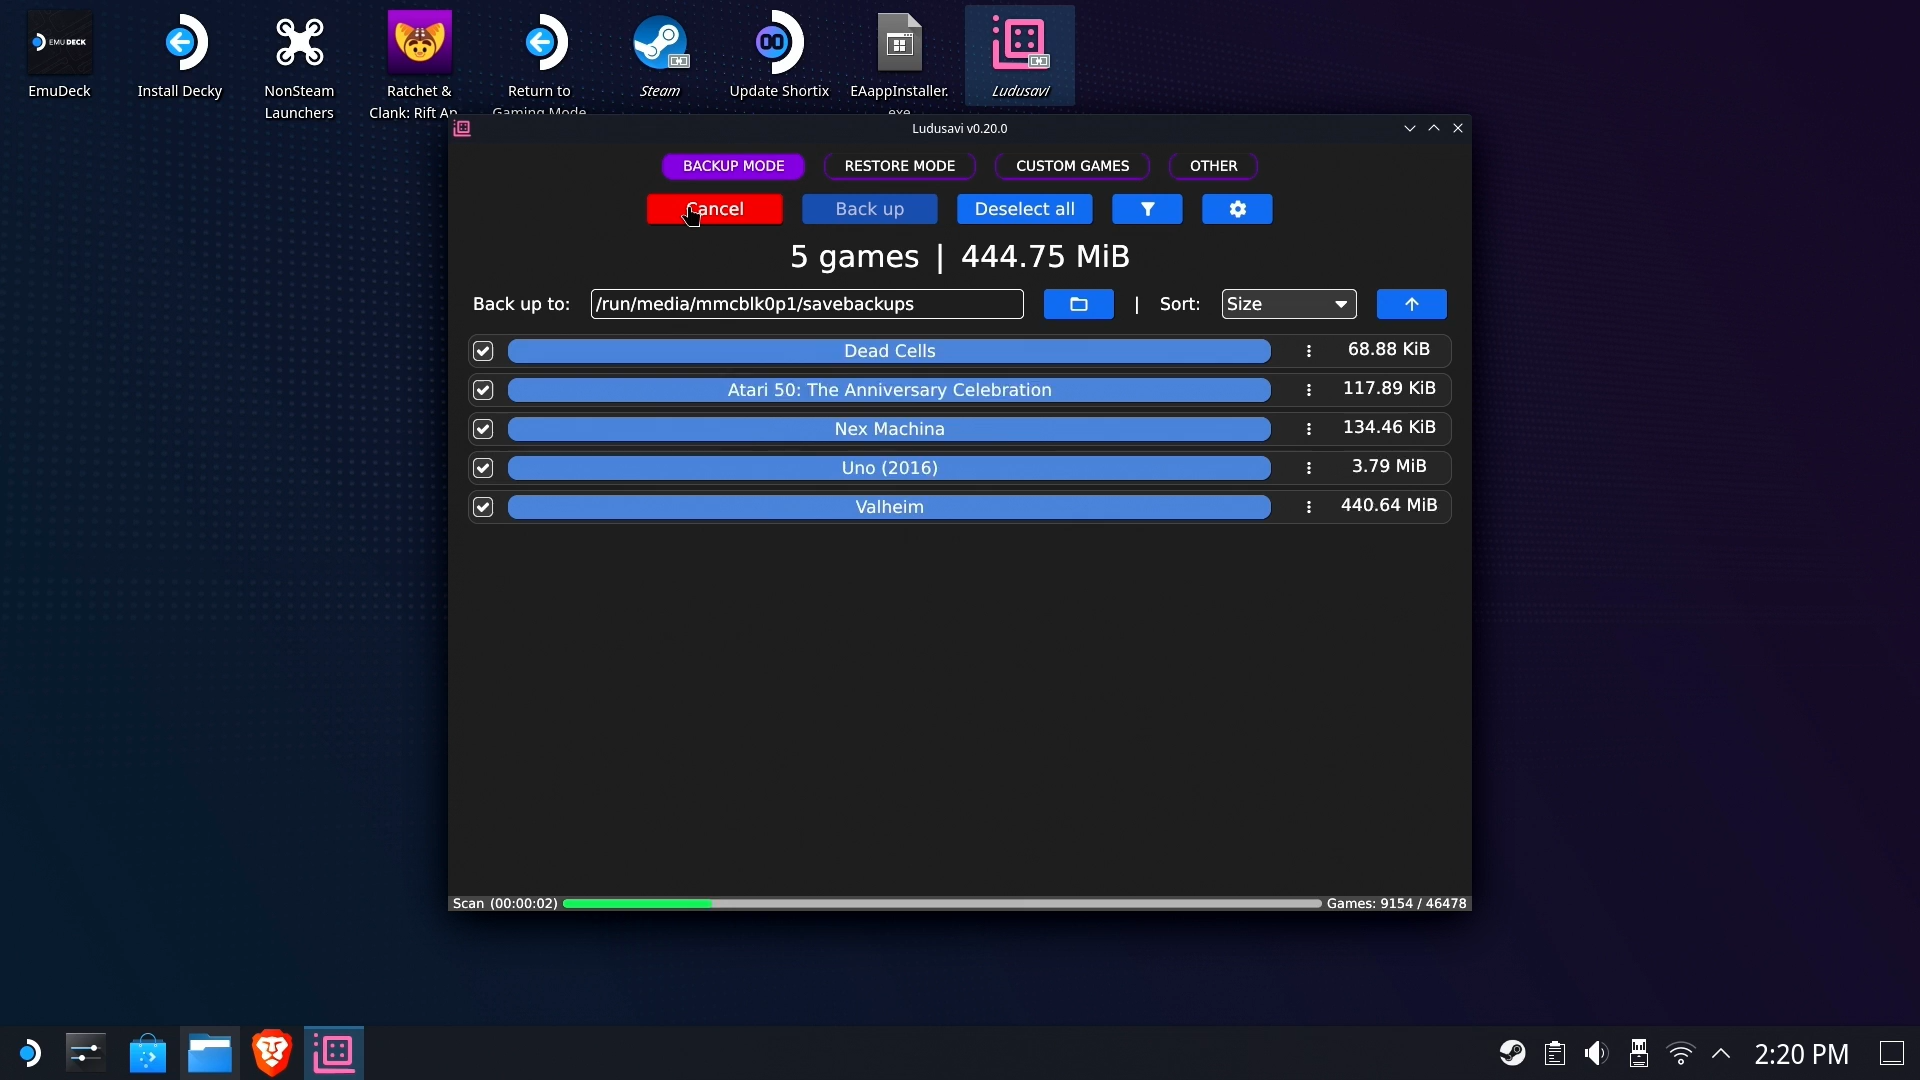 EMUDECK
EmuDeck
Install Decky
NonSteam
Launchers
Ratchet &
Clank: Rift Ap
Return to
Gaming Mode
Steam
Update Shortix
EAappInstaller.
exe
Ludusavi
Ludusavi v0.20.0
BACKUP MODE
RESTORE MODE
CUSTOM GAMES
OTHER
Cancel
Back up
Deselect all
5 games | 444.75 MiB
Back up to: /run/media/mmcblk0p1/savebackups | Sort: Size
Dead Cells 68.88 KiB
Atari 50: The Anniversary Celebration 117.89 KiB
Nex Machina 134.46 KiB
Uno (2016) 3.79 MiB
Valheim 440.64 MiB
Scan (00:00:02) Games: 9154 / 46478
2:20 PM